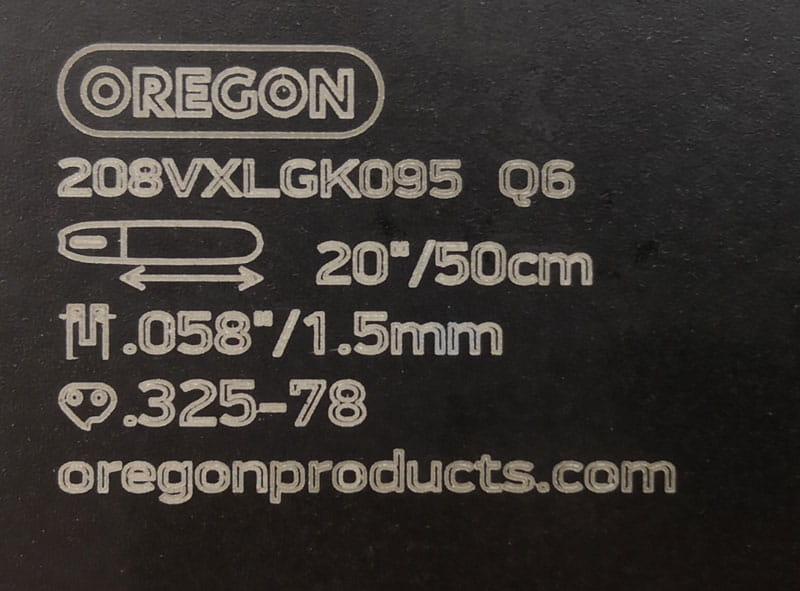 OREGON
208VXLGK095 Q6
20"/50cm
.058"/1.5mm
.325-78
oregonproducts.com